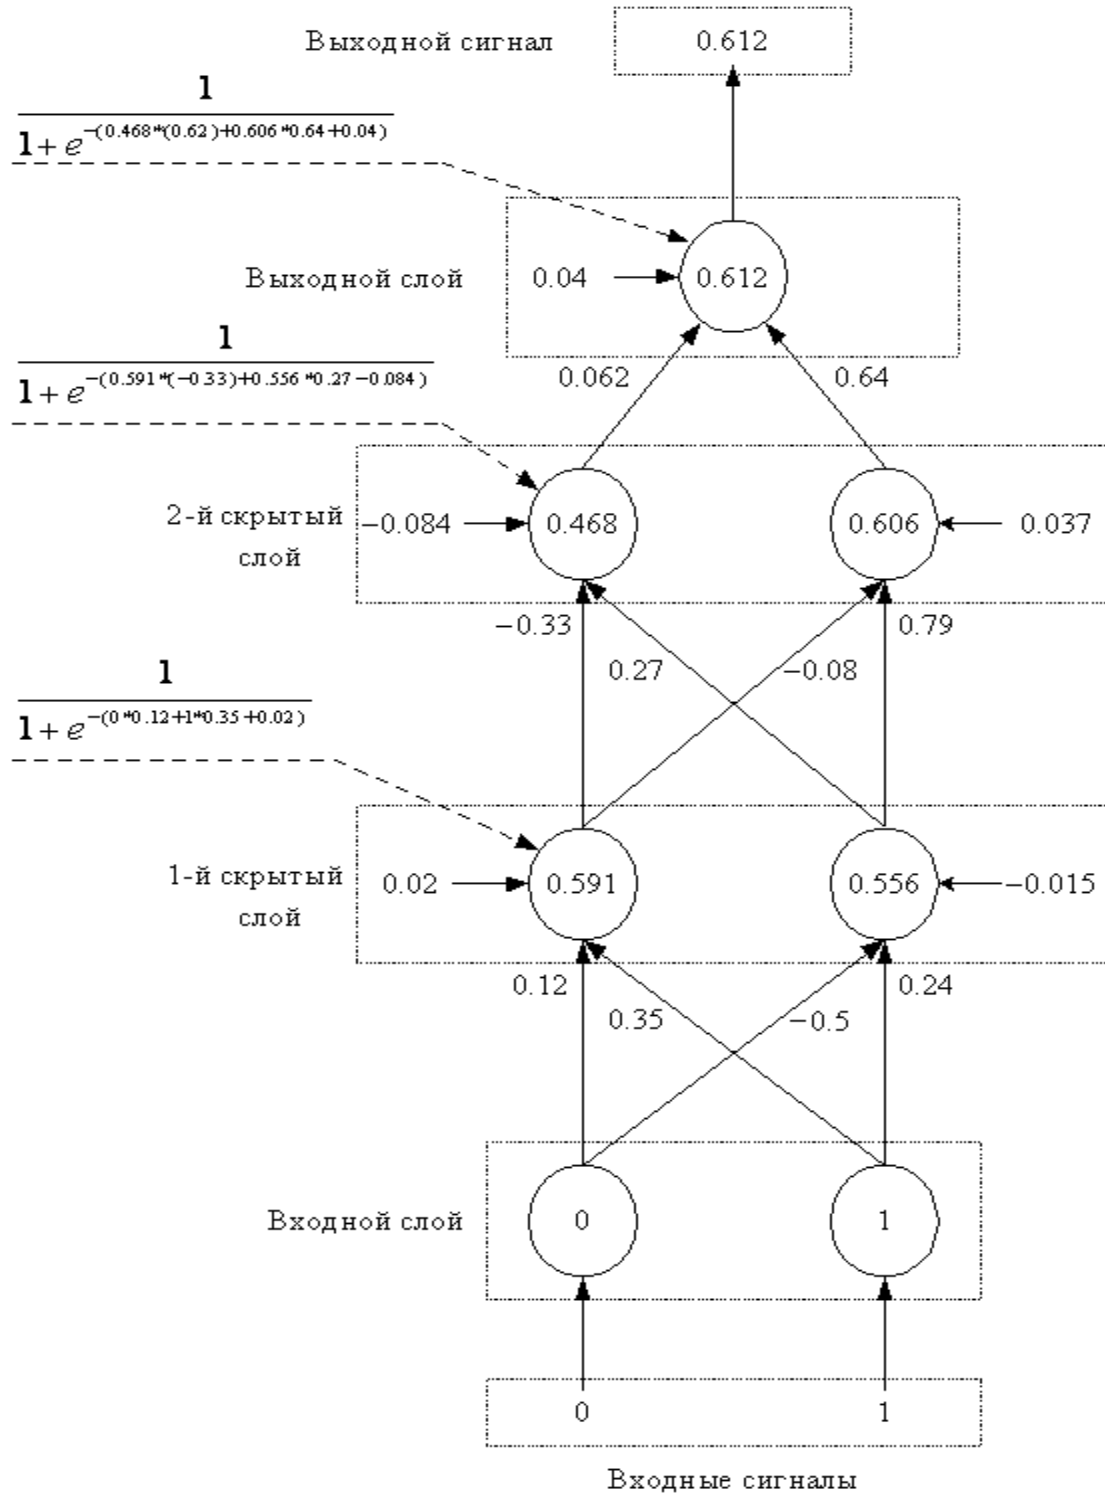 Выходной сигнал
0.612
1
1+e^-(0.468*(0.62)+0.606*0.64+0.04)
Выходной слой
0.04
0.612
1
1+e^-(0.591*(-0.33)+0.556*0.27-0.084)
0.062
0.64
2-й скрытый
слой
-0.084
0.468
0.606
0.037
-0.33
0.79
0.27
-0.08
1
1+e^-(0*0.12+1*0.35+0.02)
1-й скрытый
слой
0.02
0.591
0.556
-0.015
0.12
0.24
0.35
-0.5
Входной слой
0
1
0
1
Входные сигналы